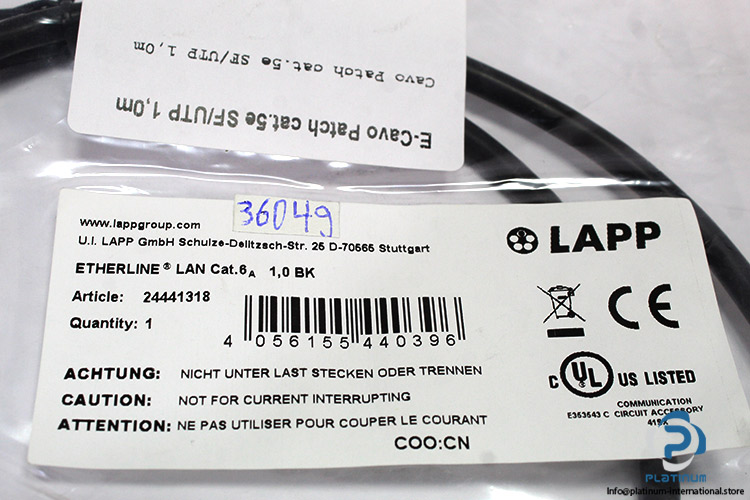 Cavo Patch cat.5e SF/UTP 1,0m
E-Cavo Patch cat.5e SF/UTP 1,0m
36049
www.lappgroup.com
U.I. LAPP GmbH Schulze-Delitzsch-Str. 25 D-70565 Stuttgart
LAPP
ETHERLINE® LAN Cat.6A 1,0 BK
Article: 24441318
Quantity: 1
4 056155 440396
CE
ACHTUNG: NICHT UNTER LAST STECKEN ODER TRENNEN
CAUTION: NOT FOR CURRENT INTERRUPTING
ATTENTION: NE PAS UTILISER POUR COUPER LE COURANT
COO:CN
C UL US LISTED
COMMUNICATION
E353543 C CIRCUIT ACCESSORY
PLATINUM
Info@platinum-international.store